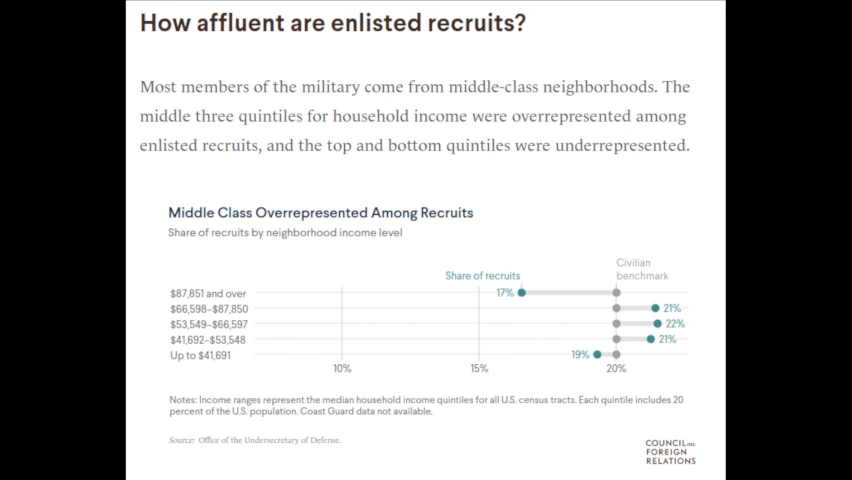 How affluent are enlisted recruits?
Most members of the military come from middle-class neighborhoods. The
middle three quintiles for household income were overrepresented among
enlisted recruits, and the top and bottom quintiles were underrepresented.
Middle Class Overrepresented Among Recruits
Share of recruits by neighborhood income level
Civilian
Share of recruits benchmark
$87,851 and over 17%
$66,598–$87,850 21%
$53,549–$66,597 22%
$41,692–$53,548 21%
Up to $41,691 19%
10% 15% 20%
Notes: Income ranges represent the median household income quintiles for all U.S. census tracts. Each quintile includes 20
percent of the U.S. population. Coast Guard data not available.
Source: Office of the Undersecretary of Defense.
COUNCIL on
FOREIGN
RELATIONS